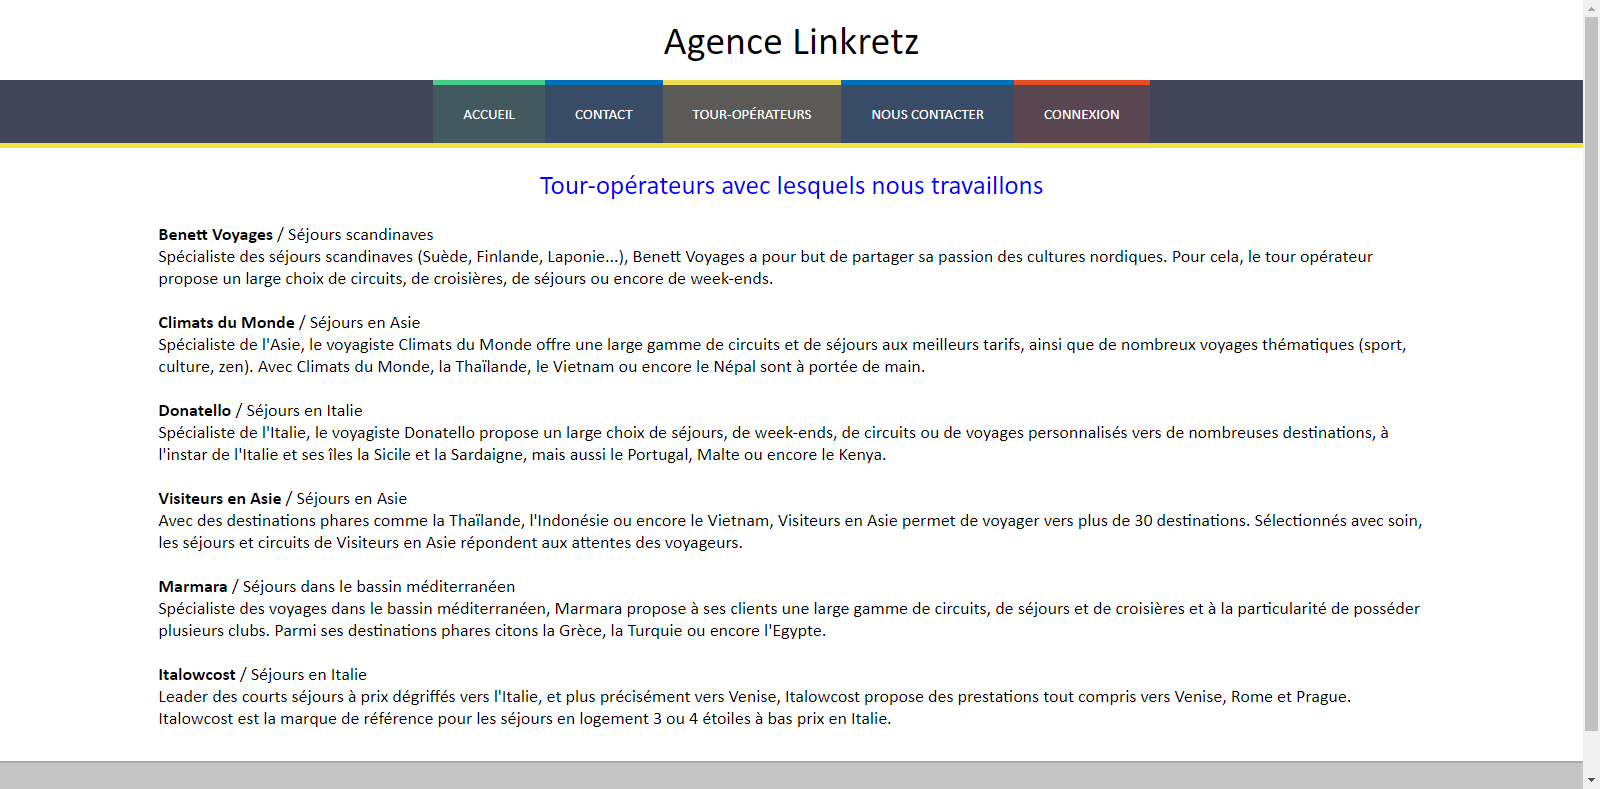 Agence Linkretz
ACCUEIL
CONTACT
TOUR-OPÉRATEURS
NOUS CONTACTER
CONNEXION
Tour-opérateurs avec lesquels nous travaillons
Benett Voyages / Séjours scandinaves
Spécialiste des séjours scandinaves (Suède, Finlande, Laponie...), Benett Voyages a pour but de partager sa passion des cultures nordiques. Pour cela, le tour opérateur
propose un large choix de circuits, de croisières, de séjours ou encore de week-ends.
Climats du Monde / Séjours en Asie
Spécialiste de l'Asie, le voyagiste Climats du Monde offre une large gamme de circuits et de séjours aux meilleurs tarifs, ainsi que de nombreux voyages thématiques (sport,
culture, zen). Avec Climats du Monde, la Thaïlande, le Vietnam ou encore le Népal sont à portée de main.
Donatello / Séjours en Italie
Spécialiste de l'Italie, le voyagiste Donatello propose un large choix de séjours, de week-ends, de circuits ou de voyages personnalisés vers de nombreuses destinations, à
l'instar de l'Italie et ses îles la Sicile et la Sardaigne, mais aussi le Portugal, Malte ou encore le Kenya.
Visiteurs en Asie / Séjours en Asie
Avec des destinations phares comme la Thaïlande, l'Indonésie ou encore le Vietnam, Visiteurs en Asie permet de voyager vers plus de 30 destinations. Sélectionnés avec soin,
les séjours et circuits de Visiteurs en Asie répondent aux attentes des voyageurs.
Marmara / Séjours dans le bassin méditerranéen
Spécialiste des voyages dans le bassin méditerranéen, Marmara propose à ses clients une large gamme de circuits, de séjours et de croisières et à la particularité de posséder
plusieurs clubs. Parmi ses destinations phares citons la Grèce, la Turquie ou encore l'Egypte.
Italowcost / Séjours en Italie
Leader des courts séjours à prix dégriffés vers l'Italie, et plus précisément vers Venise, Italowcost propose des prestations tout compris vers Venise, Rome et Prague.
Italowcost est la marque de référence pour les séjours en logement 3 ou 4 étoiles à bas prix en Italie.